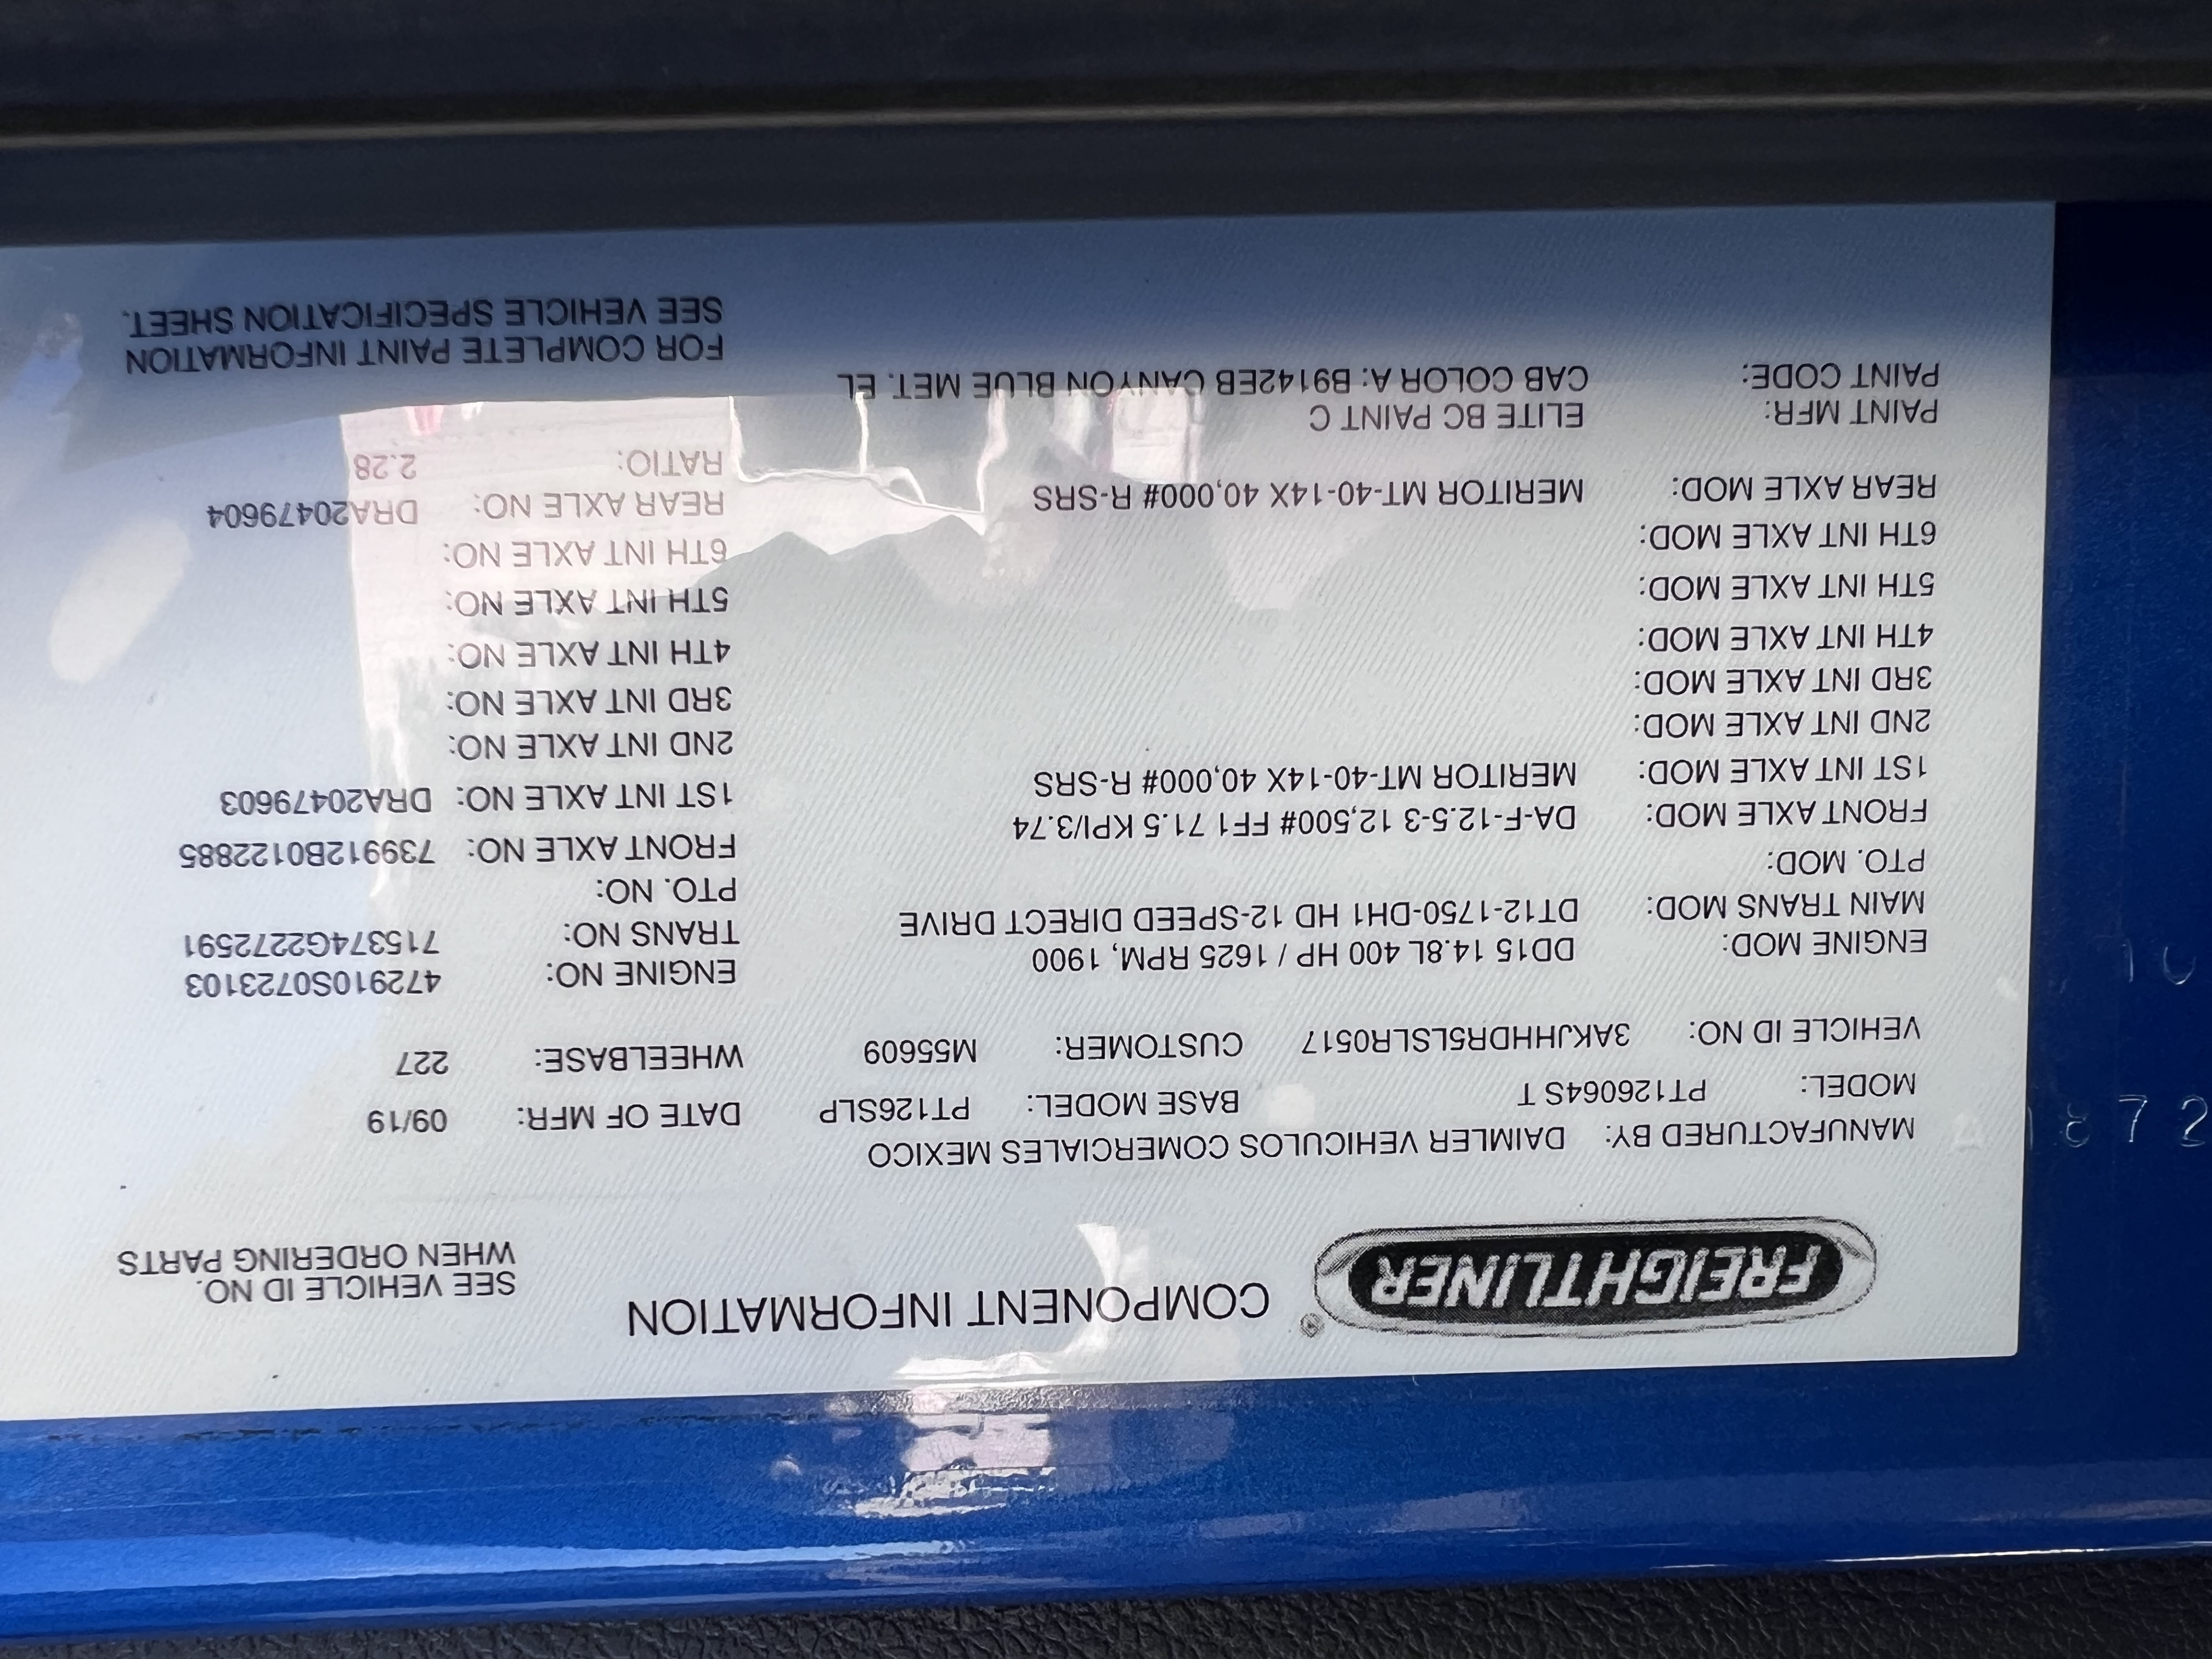 FREIGHTLINER ® COMPONENT INFORMATION
SEE VEHICLE ID NO.
WHEN ORDERING PARTS
MANUFACTURED BY: DAIMLER VEHICULOS COMERCIALES MEXICO
MODEL: PT126064S T BASE MODEL: PT126SLP DATE OF MFR: 09/19
VEHICLE ID NO: 3AKJHHDR5LSLR0517 CUSTOMER: M55609 WHEELBASE: 227
ENGINE MOD: DD15 14.8L 400 HP / 1625 RPM, 1900 ENGINE NO: 472910S0723103
MAIN TRANS MOD: DT12-1750-DH1 HD 12-SPEED DIRECT DRIVE TRANS NO: 715374G2272591
PTO. MOD: PTO. NO:
FRONT AXLE MOD: DA-F-12.5-3 12,500# FF1 71.5 KPI/3.74 FRONT AXLE NO: 739912B0122885
1ST INT AXLE MOD: MERITOR MT-40-14X 40,000# R-SRS 1ST INT AXLE NO: DRA20479603
2ND INT AXLE MOD: 2ND INT AXLE NO:
3RD INT AXLE MOD: 3RD INT AXLE NO:
4TH INT AXLE MOD: 4TH INT AXLE NO:
5TH INT AXLE MOD: 5TH INT AXLE NO:
6TH INT AXLE MOD: 6TH INT AXLE NO:
REAR AXLE MOD: MERITOR MT-40-14X 40,000# R-SRS REAR AXLE NO: DRA20479604
RATIO: 2.28
PAINT MFR: ELITE BC PAINT C
PAINT CODE: CAB COLOR A: B9142EB CANYON BLUE MET. EL
FOR COMPLETE PAINT INFORMATION
SEE VEHICLE SPECIFICATION SHEET.